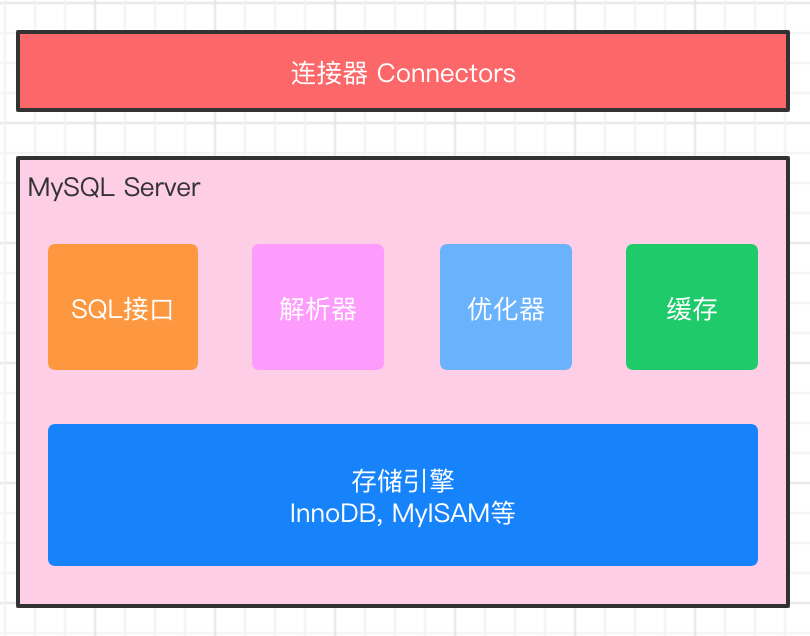 连接器 Connectors
MySQL Server
SQL接口
解析器
优化器
缓存
存储引擎
InnoDB, MyISAM等